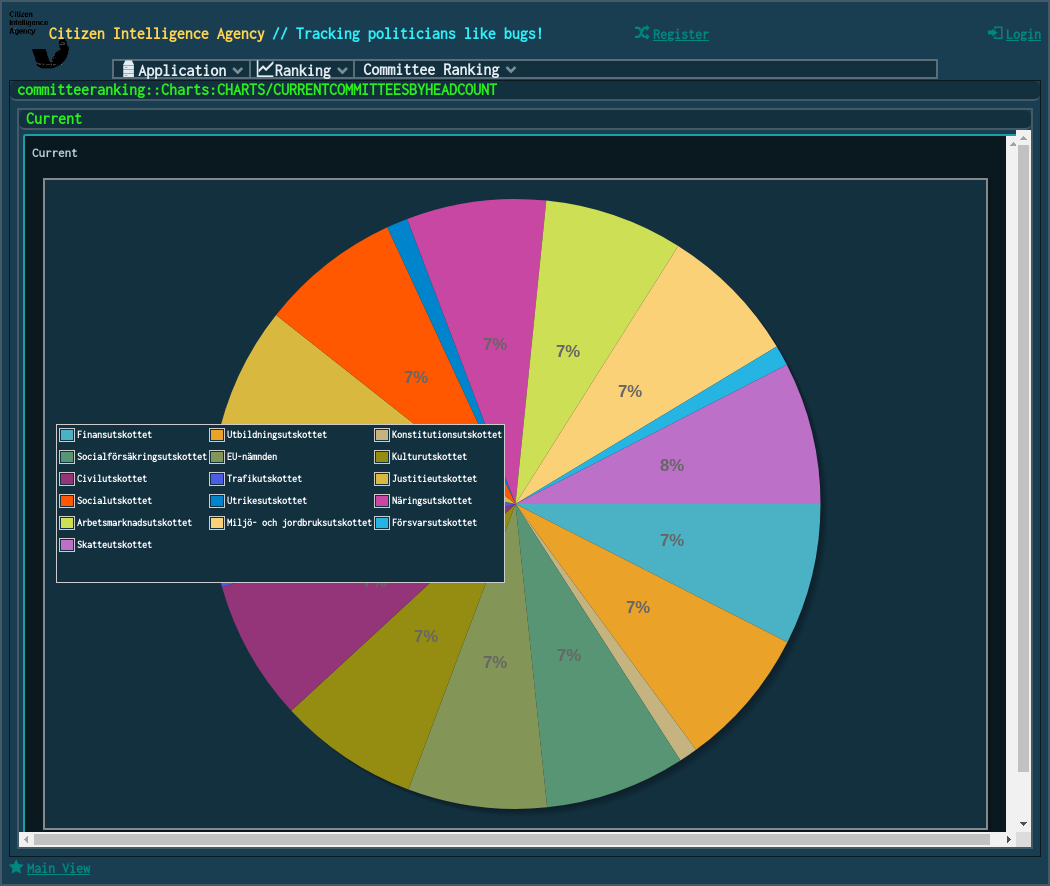 Citizen
Intelligence
Agency
Citizen Intelligence Agency // Tracking politicians like bugs!
Register
Login
Application
Ranking
Committee Ranking
committeeranking::Charts:CHARTS/CURRENTCOMMITTEESBYHEADCOUNT
Current
Current
7%
7%
7%
7%
8%
7%
7%
7%
7%
7%
Finansutskottet
Utbildningsutskottet
Konstitutionsutskottet
Socialförsäkringsutskottet
EU-nämnden
Kulturutskottet
Civilutskottet
Trafikutskottet
Justitieutskottet
Socialutskottet
Utrikesutskottet
Näringsutskottet
Arbetsmarknadsutskottet
Miljö- och jordbruksutskottet
Försvarsutskottet
Skatteutskottet
Main View